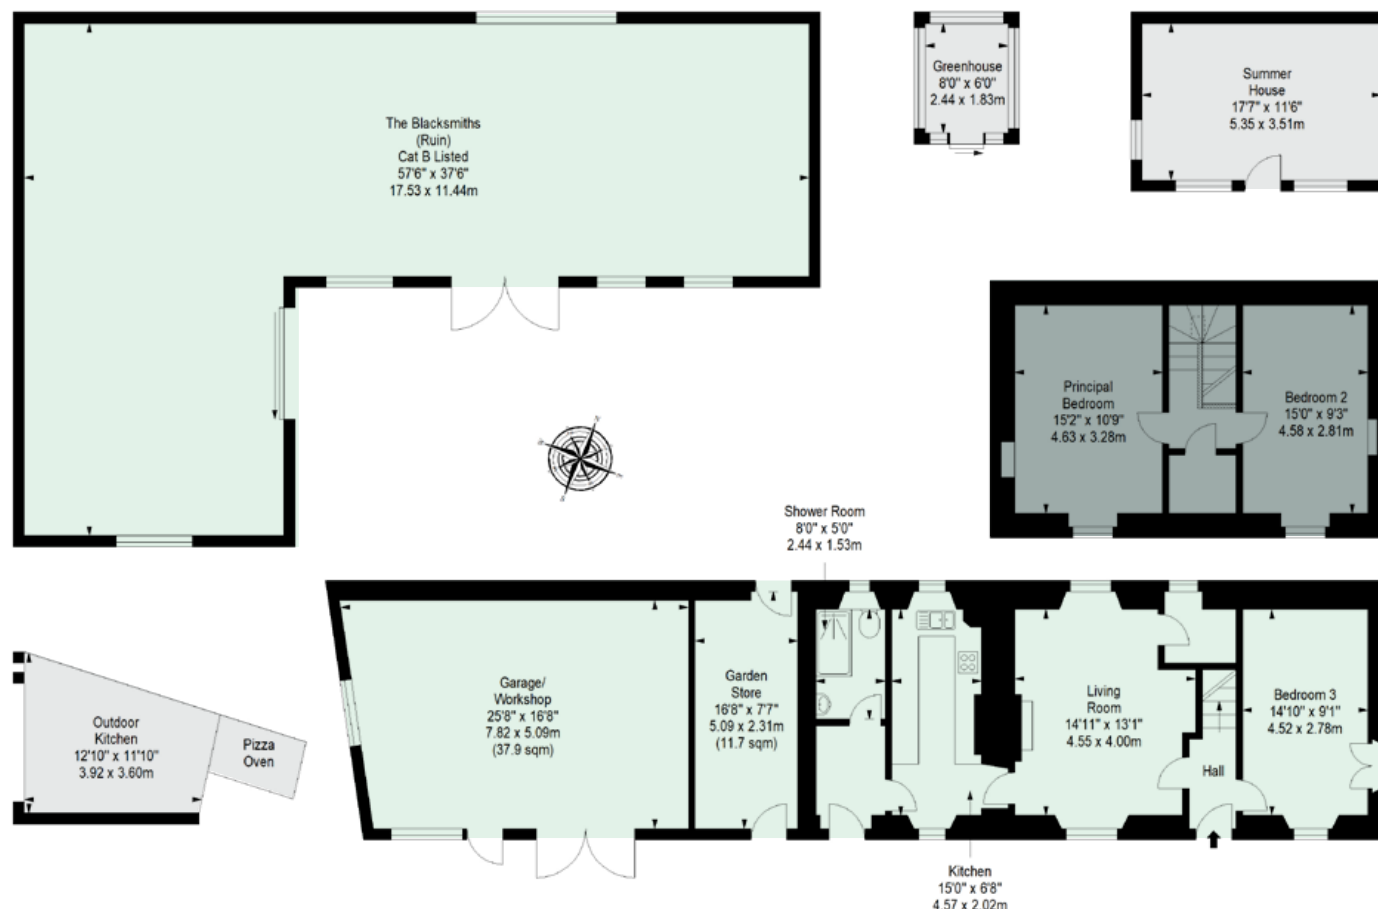 The Blacksmiths
(Ruin)
Cat B Listed
57'6" x 37'6"
17.53 x 11.44m
Greenhouse
8'0" x 6'0"
2.44 x 1.83m
Summer
House
17'7" x 11'6"
5.35 x 3.51m
Principal
Bedroom
15'2" x 10'9"
4.63 x 3.28m
Bedroom 2
15'0" x 9'3"
4.58 x 2.81m
Shower Room
8'0" x 5'0"
2.44 x 1.53m
Outdoor
Kitchen
12'10" x 11'10"
3.92 x 3.60m
Pizza
Oven
Garage/
Workshop
25'8" x 16'8"
7.82 x 5.09m
(37.9 sqm)
Garden
Store
16'8" x 7'7"
5.09 x 2.31m
(11.7 sqm)
Living
Room
14'11" x 13'1"
4.55 x 4.00m
Hall
Bedroom 3
14'10" x 9'1"
4.52 x 2.78m
Kitchen
15'0" x 6'8"
4.57 x 2.02m